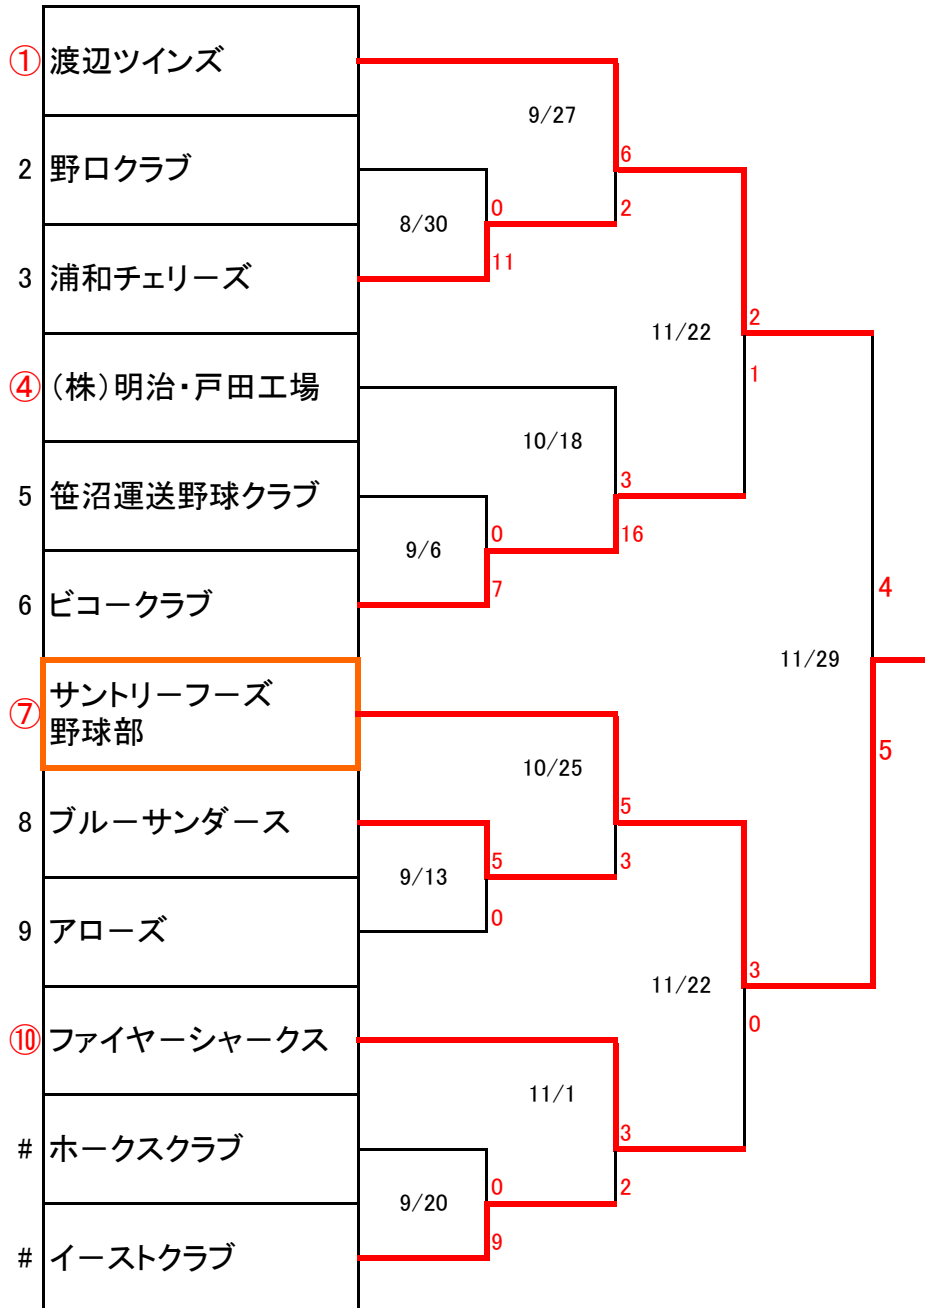 ① 渡辺ツインズ
9/27
6
2 野口クラブ
0
2
8/30
3 浦和チェリーズ
11
2
11/22
④ (株)明治・戸田工場
1
10/18
3
5 笹沼運送野球クラブ
0
16
9/6
7
4
6 ビコークラブ
11/29
⑦ サントリーフーズ
野球部
5
10/25
5
8 ブルーサンダース
5
3
9/13
0
9 アローズ
3
11/22
0
⑩ ファイヤーシャークス
11/1
3
# ホークスクラブ
0
2
9/20
9
# イーストクラブ